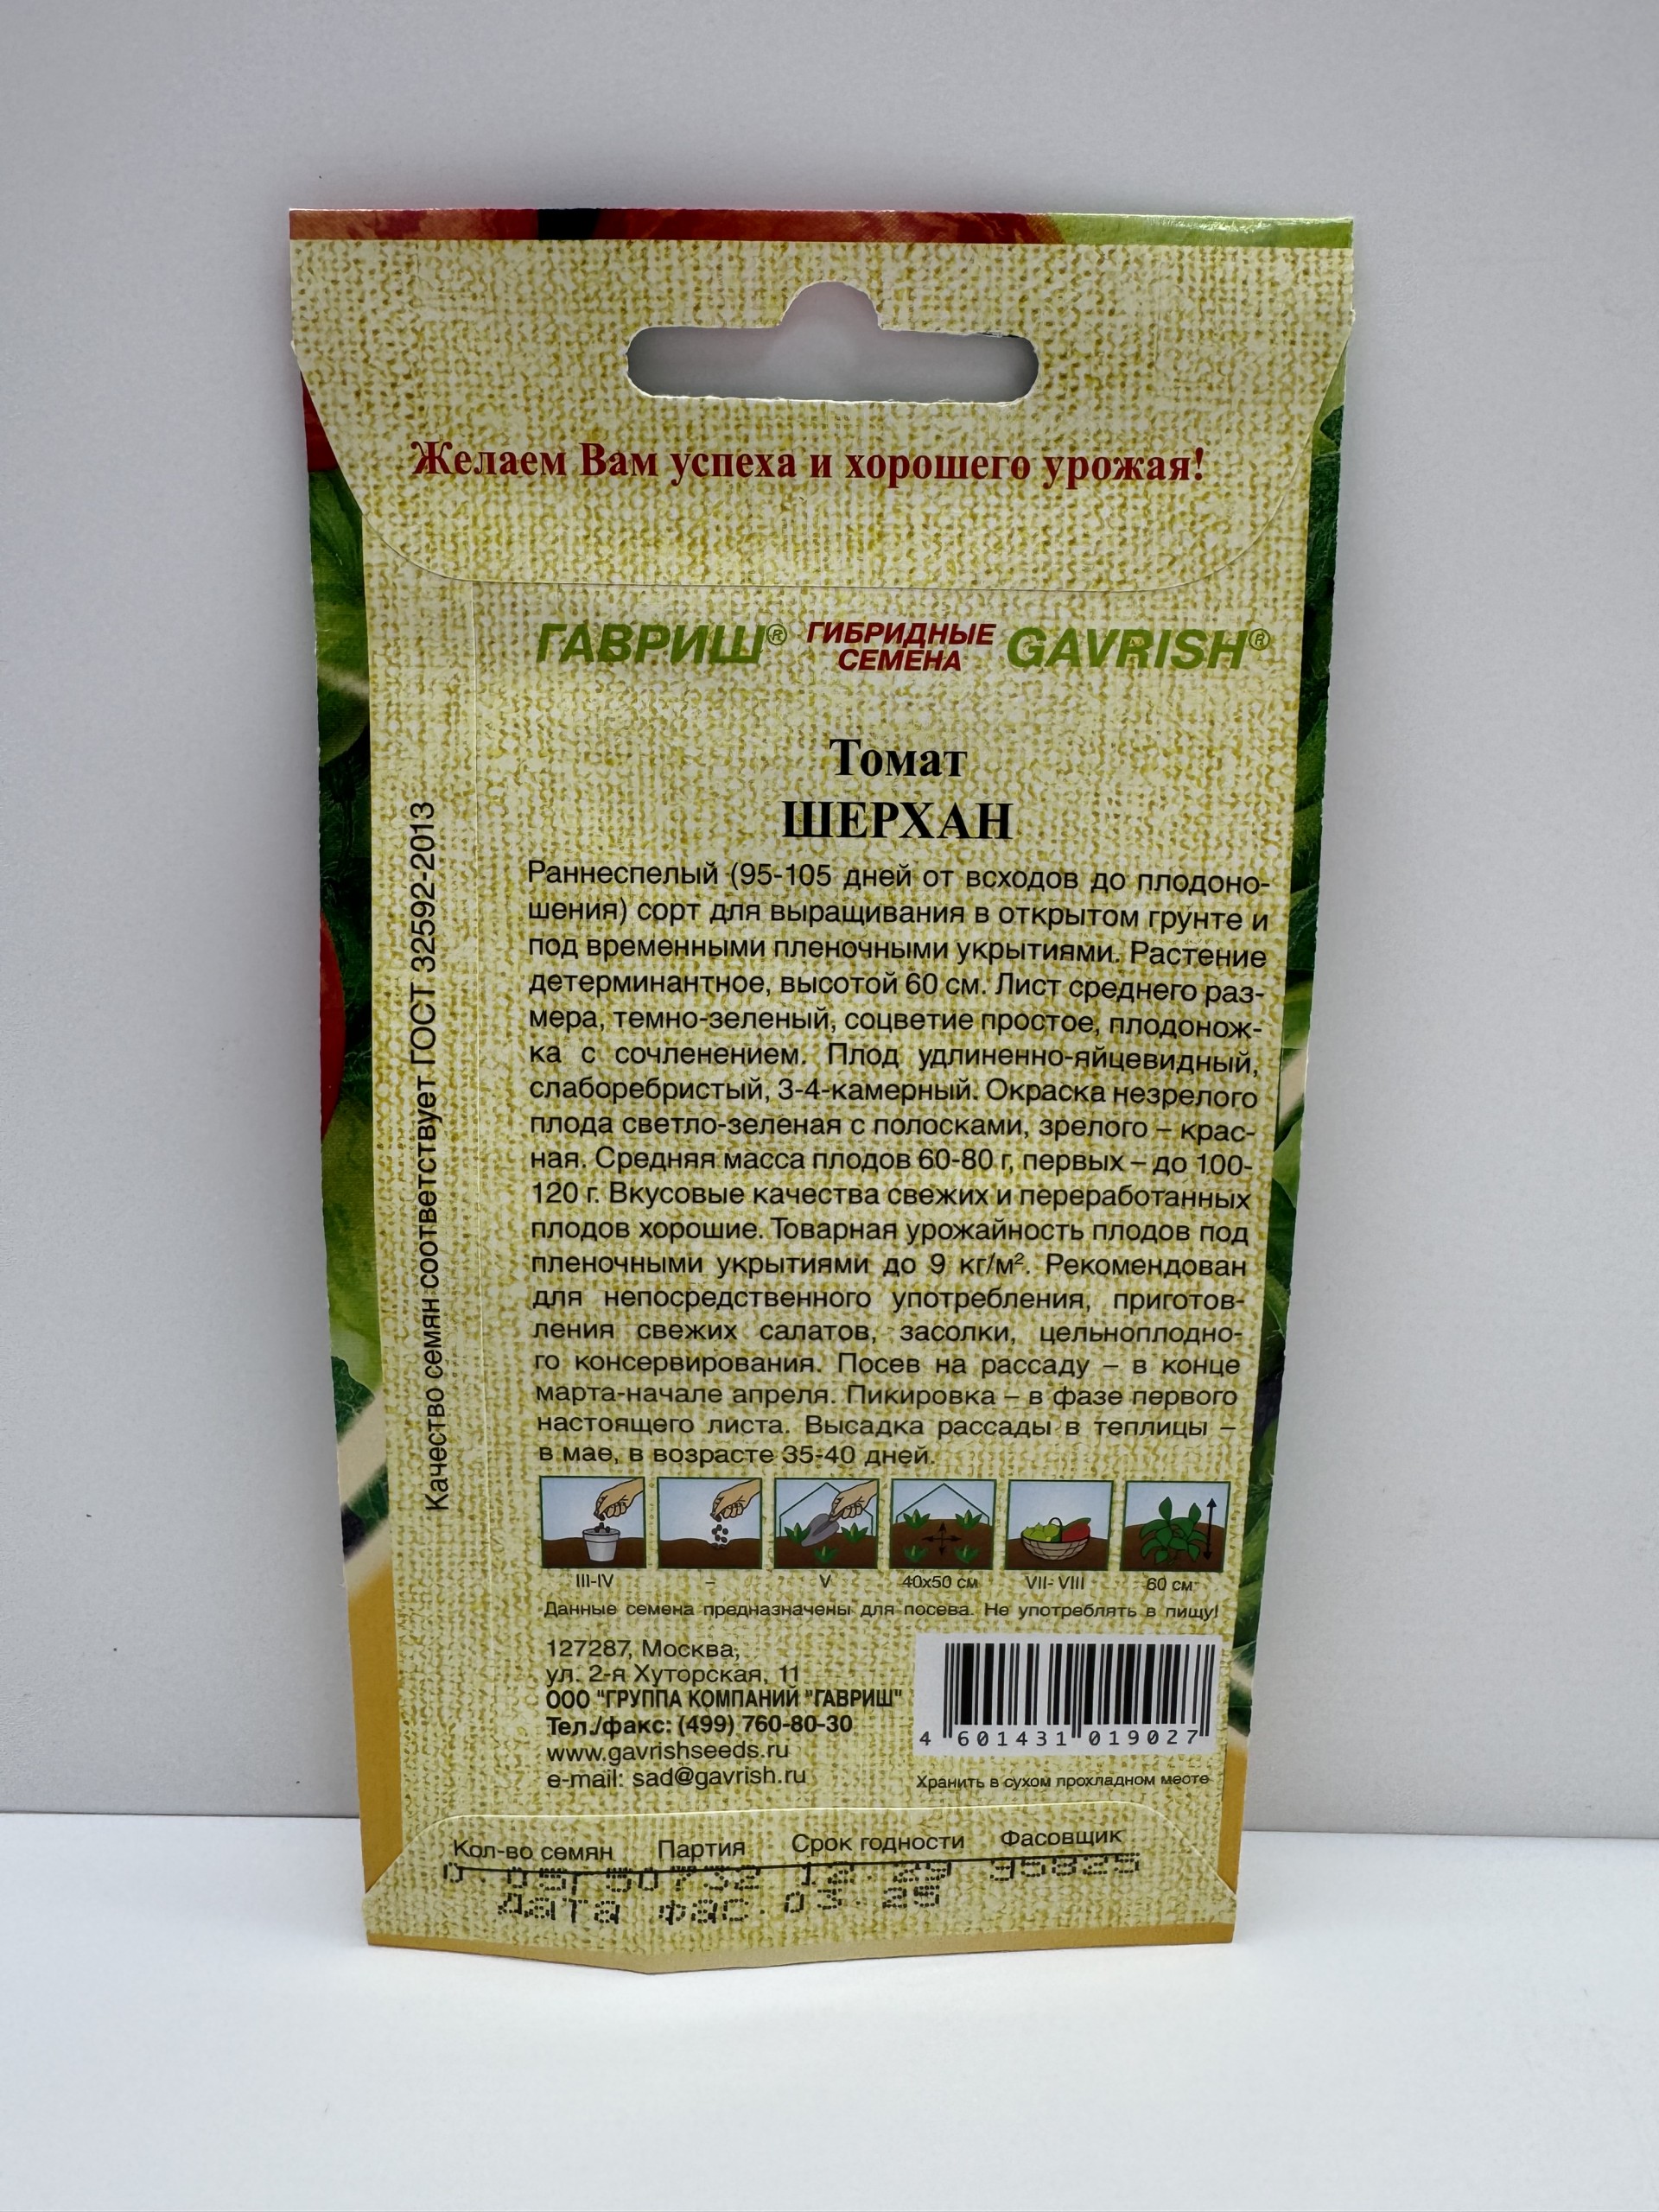 Желаем Вам успеха и хорошего урожая!
ГАВРИШ® ГИБРИДНЫЕ СЕМЕНА GAVRISH®
Томат
ШЕРХАН
Раннеспелый (95-105 дней от всходов до плодоно-
шения) сорт для выращивания в открытом грунте и
под временными пленочными укрытиями. Растение
детерминантное, высотой 60 см. Лист среднего раз-
мера, темно-зеленый, соцветие простое, плодонож-
ка с сочленением. Плод удлиненно-яйцевидный,
слаборебристый, 3-4-камерный. Окраска незрелого
плода светло-зеленая с полосками, зрелого – крас-
ная. Средняя масса плодов 60-80 г, первых – до 100-
120 г. Вкусовые качества свежих и переработанных
плодов хорошие. Товарная урожайность плодов под
пленочными укрытиями до 9 кг/м². Рекомендован
для непосредственного употребления, приготов-
ления свежих салатов, засолки, цельноплодно-
го консервирования. Посев на рассаду – в конце
марта-начале апреля. Пикировка – в фазе первого
настоящего листа. Высадка рассады в теплицы –
в мае, в возрасте 35-40 дней.
III-IV – V 40x50 см VII- VIII 60 см
Данные семена предназначены для посева. Не употреблять в пищу!
127287, Москва,
ул. 2-я Хуторская, 11
ООО "ГРУППА КОМПАНИЙ "ГАВРИШ"
Тел./факс: (499) 760-80-30
www.gavrishseeds.ru
e-mail: sad@gavrish.ru
4 601431 019027
Хранить в сухом прохладном месте
Качество семян соответствует ГОСТ 32592-2013
Кол-во семян Партия Срок годности Фасовщик
12.29
Дата фас. 03.25